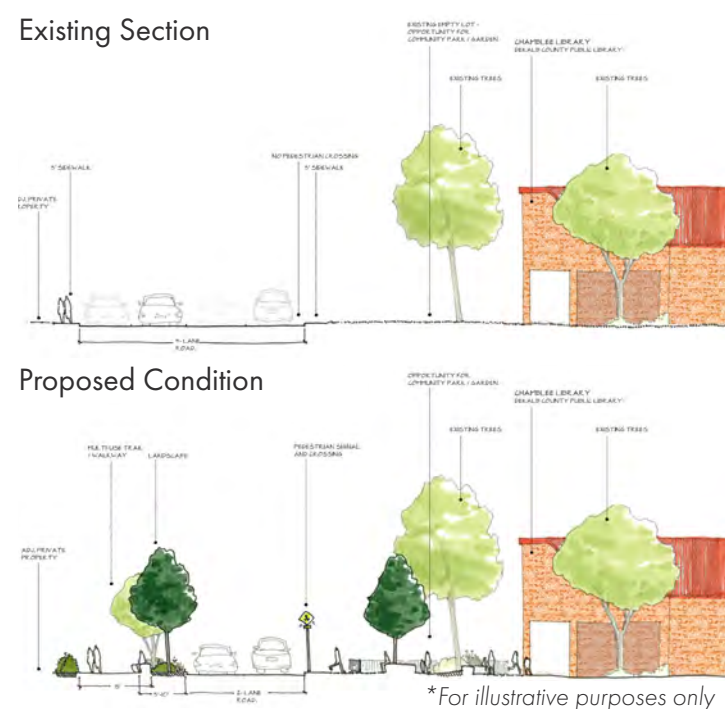 Existing Section
EXISTING EMPTY LOT -
OPPORTUNITY FOR
COMMUNITY PARK / GARDEN
CHAMBLEE LIBRARY
DEKALB COUNTY PUBLIC LIBRARY
EXISTING TREES
EXISTING TREES
NO PEDESTRIAN CROSSING
5' SIDEWALK
5' SIDEWALK
ADJ. PRIVATE
PROPERTY
LANE
ROAD.
Proposed Condition
OPPORTUNITY FOR
COMMUNITY PARK / GARDEN
CHAMBLEE LIBRARY
DEKALB COUNTY PUBLIC LIBRARY
EXISTING TREES
EXISTING TREES
MULTIUSE TRAIL
/ WALKWAY
LANDSCAPE
PEDESTRIAN SIGNAL
AND CROSSING
ADJ. PRIVATE
PROPERTY
2-LANE
ROAD
*For illustrative purposes only